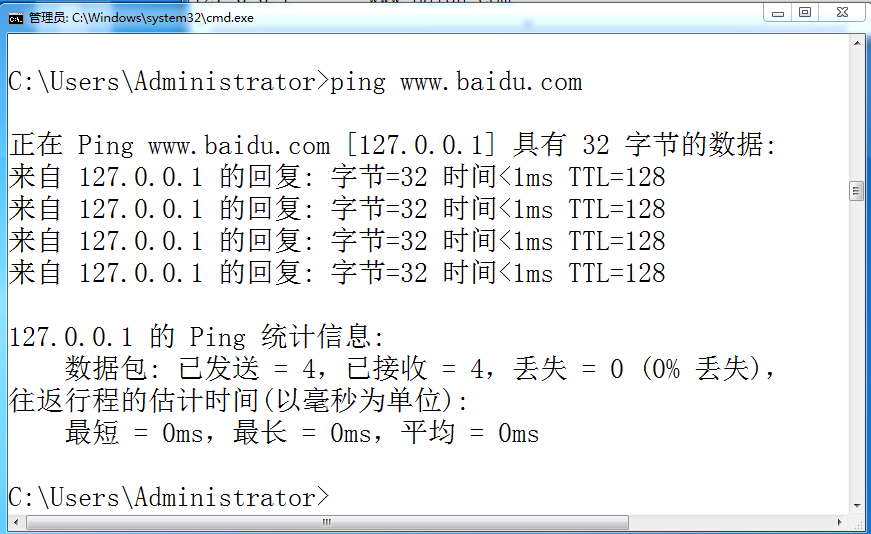 管理员: C:\Windows\system32\cmd.exe
C:\Users\Administrator>ping www.baidu.com
正在 Ping www.baidu.com [127.0.0.1] 具有 32 字节的数据:
来自 127.0.0.1 的回复: 字节=32 时间<1ms TTL=128
来自 127.0.0.1 的回复: 字节=32 时间<1ms TTL=128
来自 127.0.0.1 的回复: 字节=32 时间<1ms TTL=128
来自 127.0.0.1 的回复: 字节=32 时间<1ms TTL=128
127.0.0.1 的 Ping 统计信息:
数据包: 已发送 = 4，已接收 = 4，丢失 = 0 (0% 丢失)，
往返行程的估计时间(以毫秒为单位):
最短 = 0ms，最长 = 0ms，平均 = 0ms
C:\Users\Administrator>